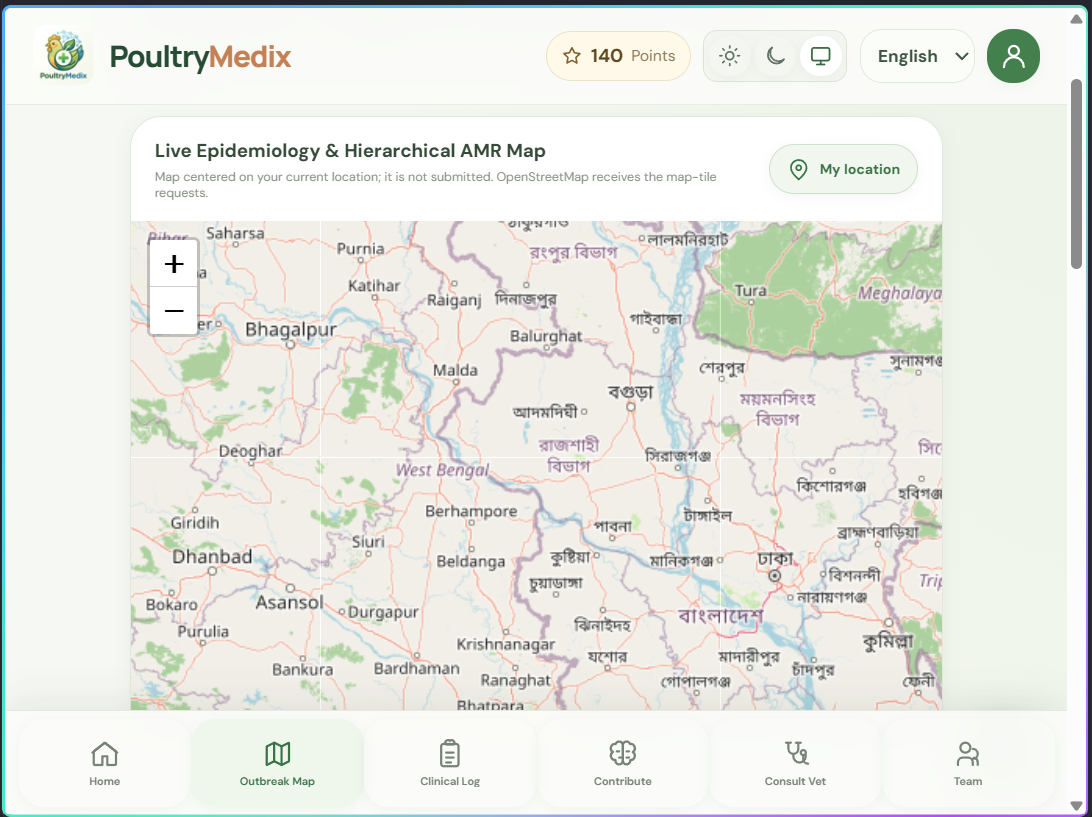 PoultryMedix
PoultryMedix
140 Points
English
Live Epidemiology & Hierarchical AMR Map
Map centered on your current location; it is not submitted. OpenStreetMap receives the map-tile
requests.
My location
+
−
Bihar
Saharsa
Purnia
Katihar
Raiganj
Bhagalpur
ঠাকুরগাঁও
রংপুর বিভাগ
লালমনিরহাট
দিনাজপুর
গাইবান্ধা
Tura
Meghalaya
Balurghat
Malda
শেরপুর
সুনামগ
বগুড়া
আদমদিঘী
ময়মনসিংহ
বিভাগ
রাজশাহী
বিভাগ
সিরাজগঞ্জ
সি
Deoghar
West Bengal
কিশোরগঞ্জ
হবিগ
Giridih
Berhampore
টাঙ্গাইল
পাবনা
ব্রাহ্মণবাড়িয়া
Siuri
Dhanbad
Beldanga
কুষ্টিয়া
মানিকগঞ্জ
ঢাকা
বিশনন্দী
Trip
চুয়াডাঙ্গা
নারায়ণগঞ্জ
Bokaro
Asansol
Durgapur
ঝিনাইদহ
বাংলাদেশ
Purulia
Krishnanagar
কুমিল্লা
Bankura
Bardhaman
যশোর
মাদারীপুর
চাঁদপুর
Ranaghat
গোপালগঞ্জ
ফেনী
Bhatpara
Home
Outbreak Map
Clinical Log
Contribute
Consult Vet
Team